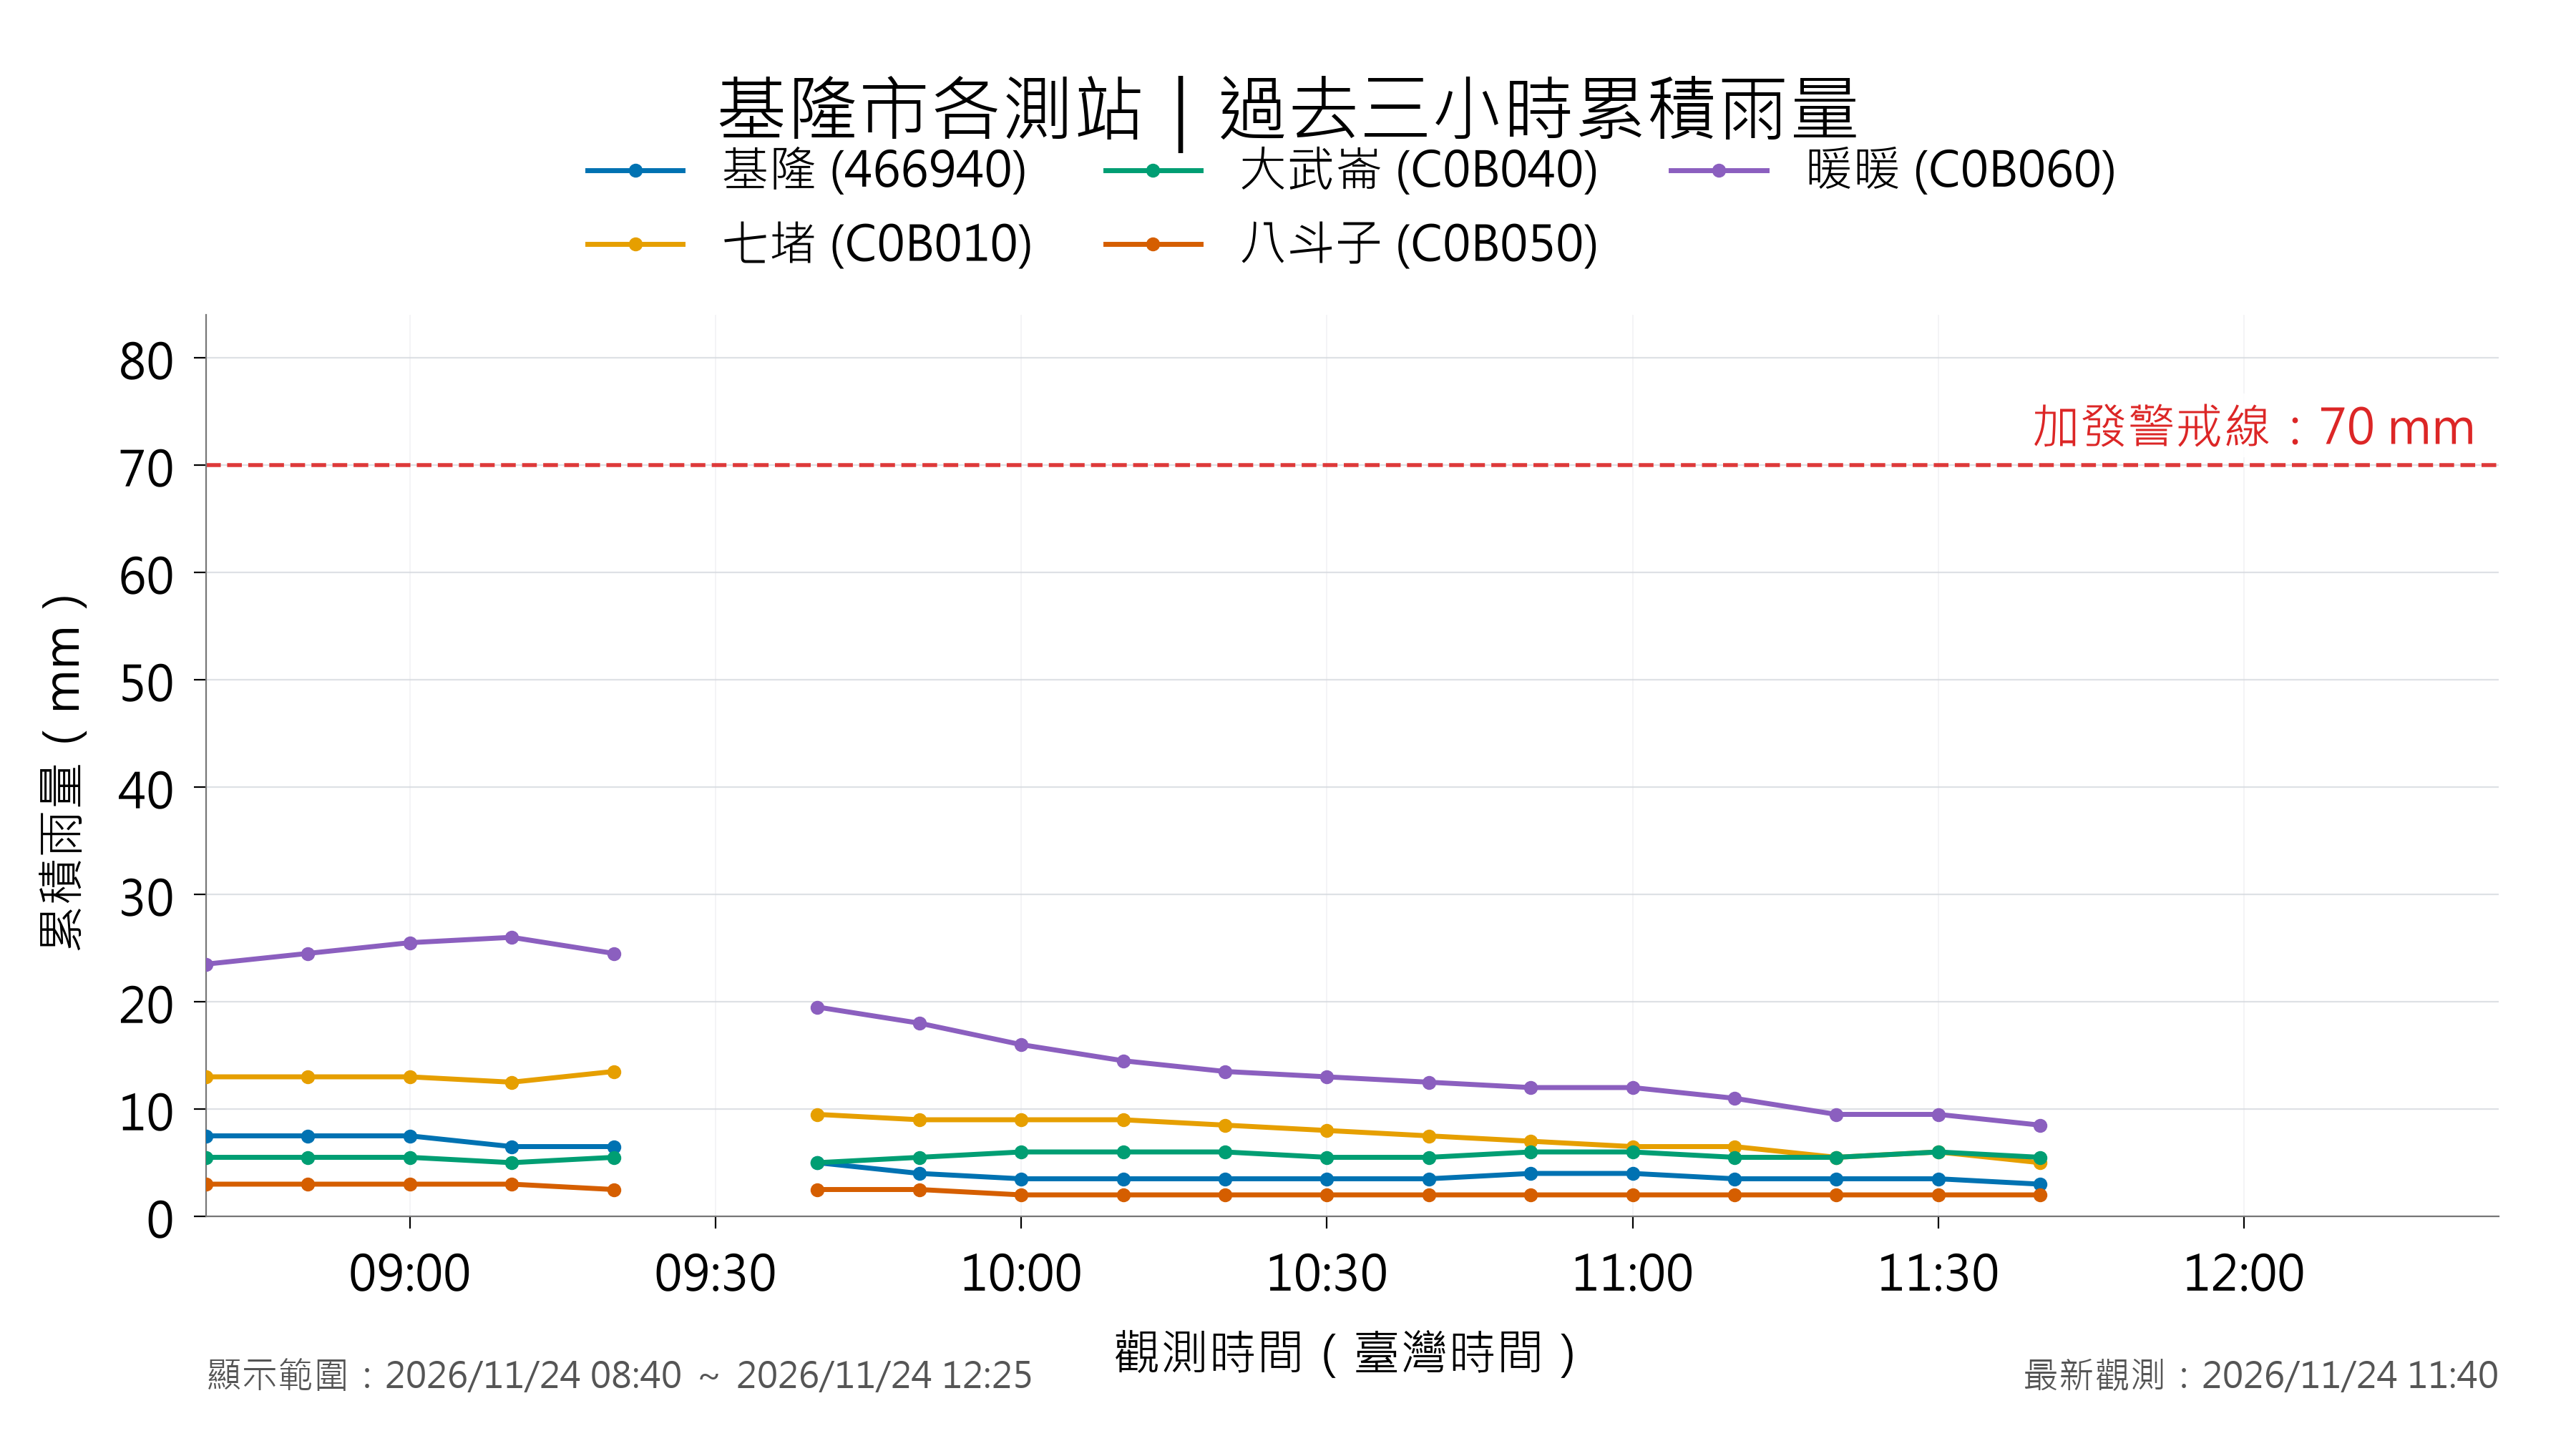 基隆市各測站｜過去三小時累積雨量
基隆 (466940)
大武崙 (C0B040)
暖暖 (C0B060)
七堵 (C0B010)
八斗子 (C0B050)
80
加發警戒線：70 mm
70
60
50
40
30
20
10
0
累積雨量（mm）
09:00
09:30
10:00
10:30
11:00
11:30
12:00
觀測時間（臺灣時間）
顯示範圍：2026/11/24 08:40 ~ 2026/11/24 12:25
最新觀測：2026/11/24 11:40